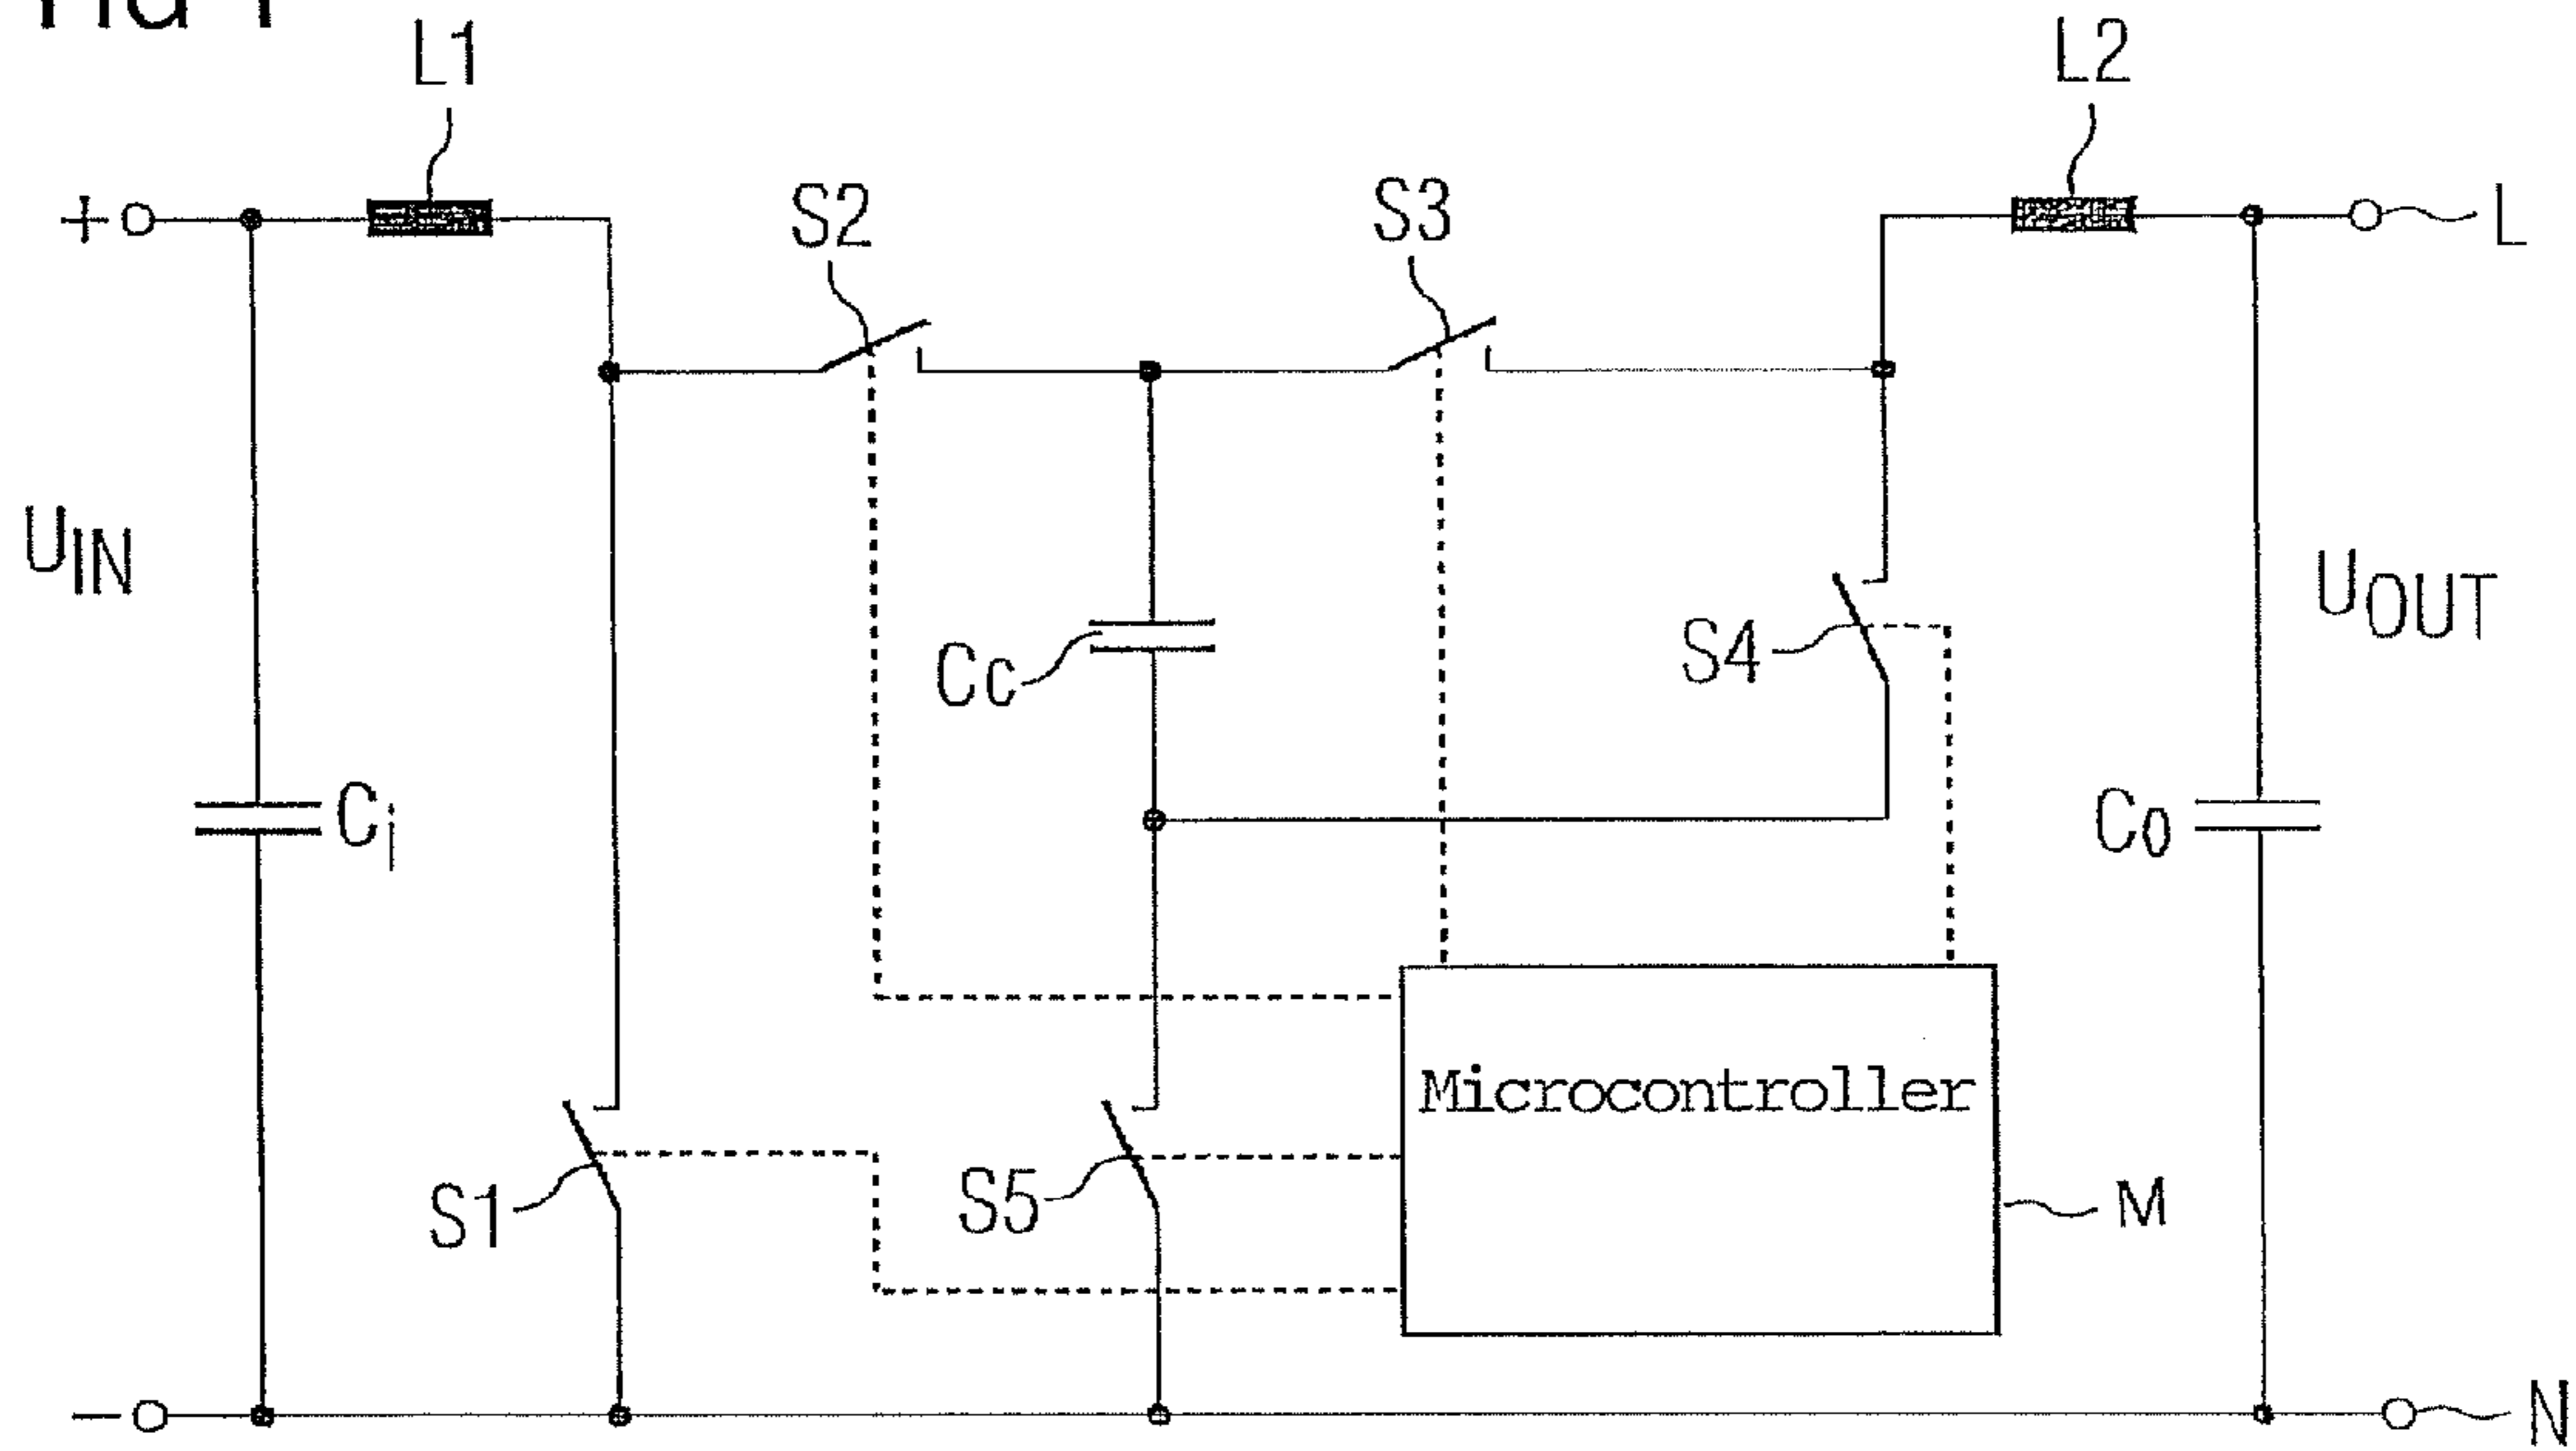 L1
L2
+
S2
S3
L
UIN
UOUT
Cc
S4
Ci
Co
Microcontroller
S1
S5
M
−
N